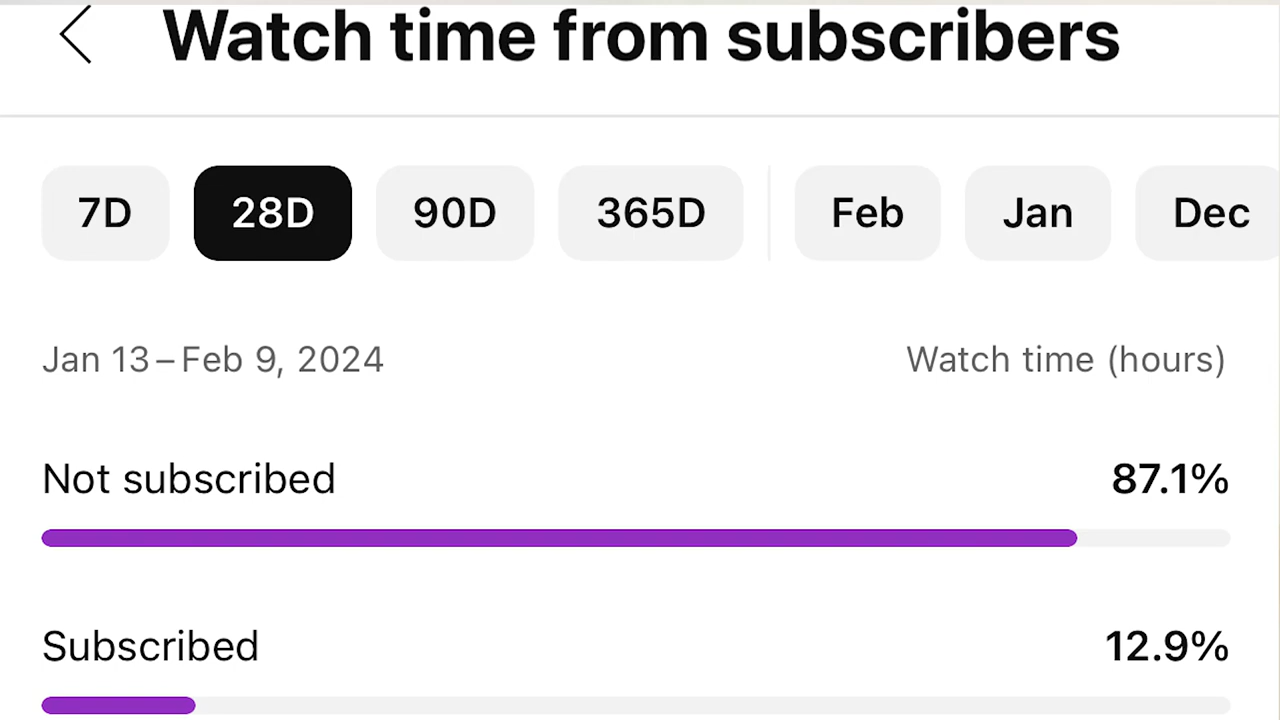 Watch time from subscribers
7D 28D 90D 365D Feb Jan Dec
Jan 13 – Feb 9, 2024 Watch time (hours)
Not subscribed 87.1%
Subscribed 12.9%